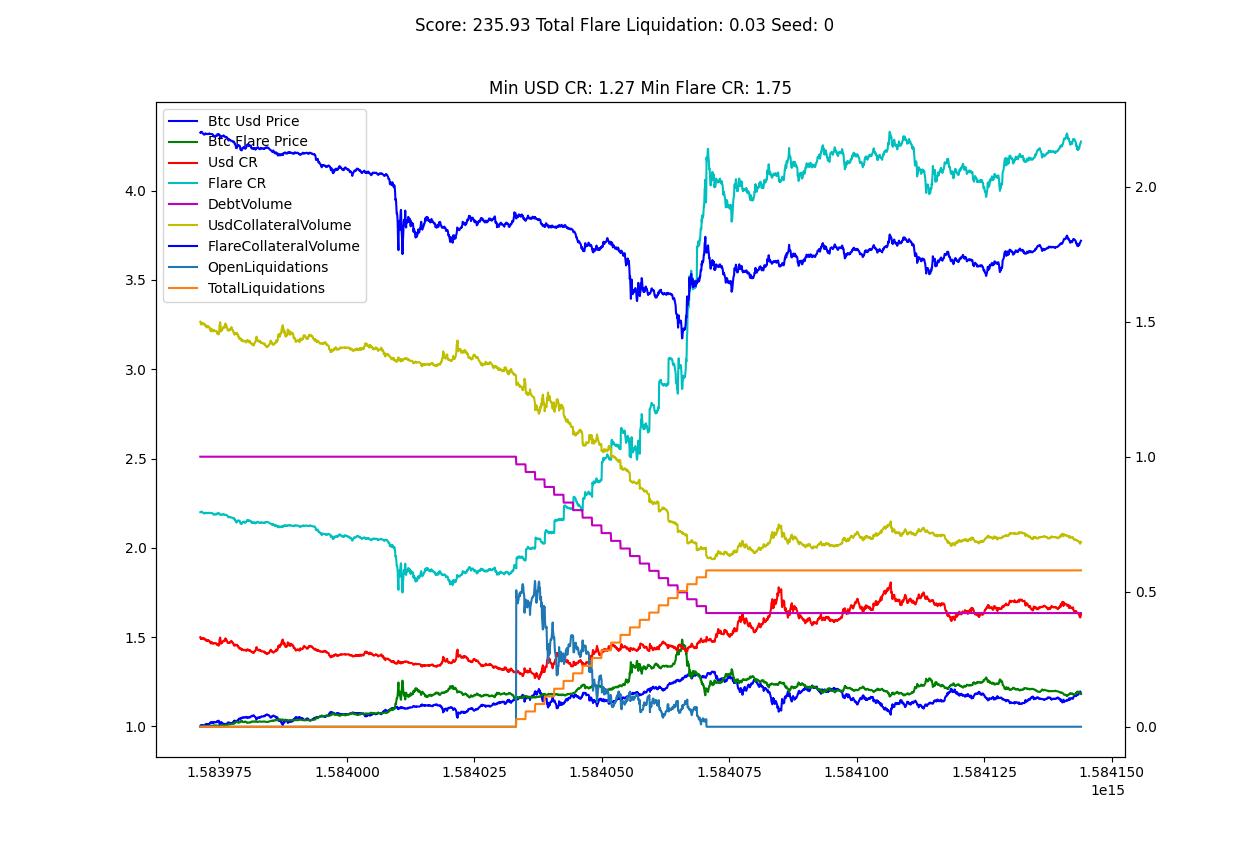 Score: 235.93 Total Flare Liquidation: 0.03 Seed: 0
Min USD CR: 1.27 Min Flare CR: 1.75
Btc Usd Price
Btc Flare Price
Usd CR
Flare CR
DebtVolume
UsdCollateralVolume
FlareCollateralVolume
OpenLiquidations
TotalLiquidations
4.0
3.5
3.0
2.5
2.0
1.5
1.0
2.0
1.5
1.0
0.5
0.0
1.583975 1.584000 1.584025 1.584050 1.584075 1.584100 1.584125 1.584150
1e15